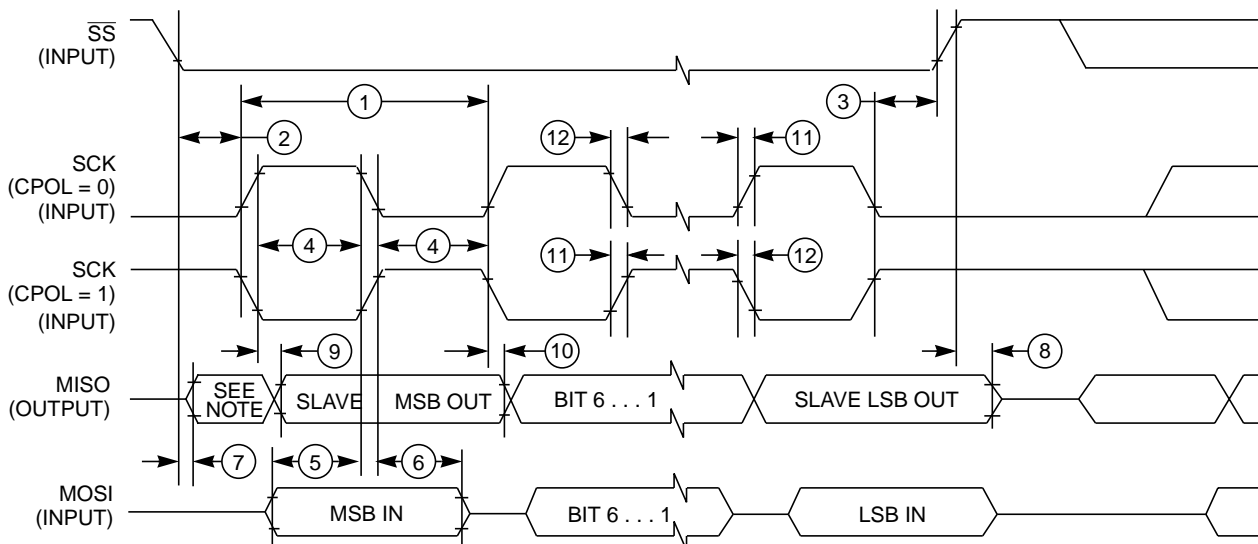 SS
(INPUT)
1
3
2
12
11
SCK
(CPOL = 0)
(INPUT)
4
4
11
12
SCK
(CPOL = 1)
(INPUT)
9
10
8
MISO
(OUTPUT)
SEE
NOTE
SLAVE
MSB OUT
BIT 6 . . . 1
SLAVE LSB OUT
7
5
6
MOSI
(INPUT)
MSB IN
BIT 6 . . . 1
LSB IN